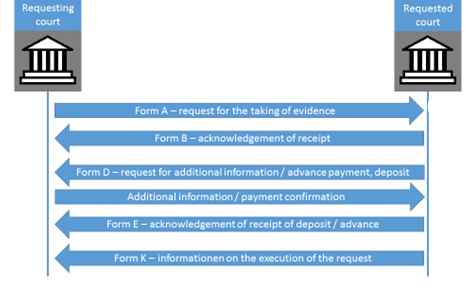 Requesting
court
Requested
court
Form A – request for the taking of evidence
Form B – acknowledgement of receipt
Form D – request for additional information / advance payment, deposit
Additional information / payment confirmation
Form E – acknowledgement of receipt of deposit / advance
Form K – informationen on the execution of the request